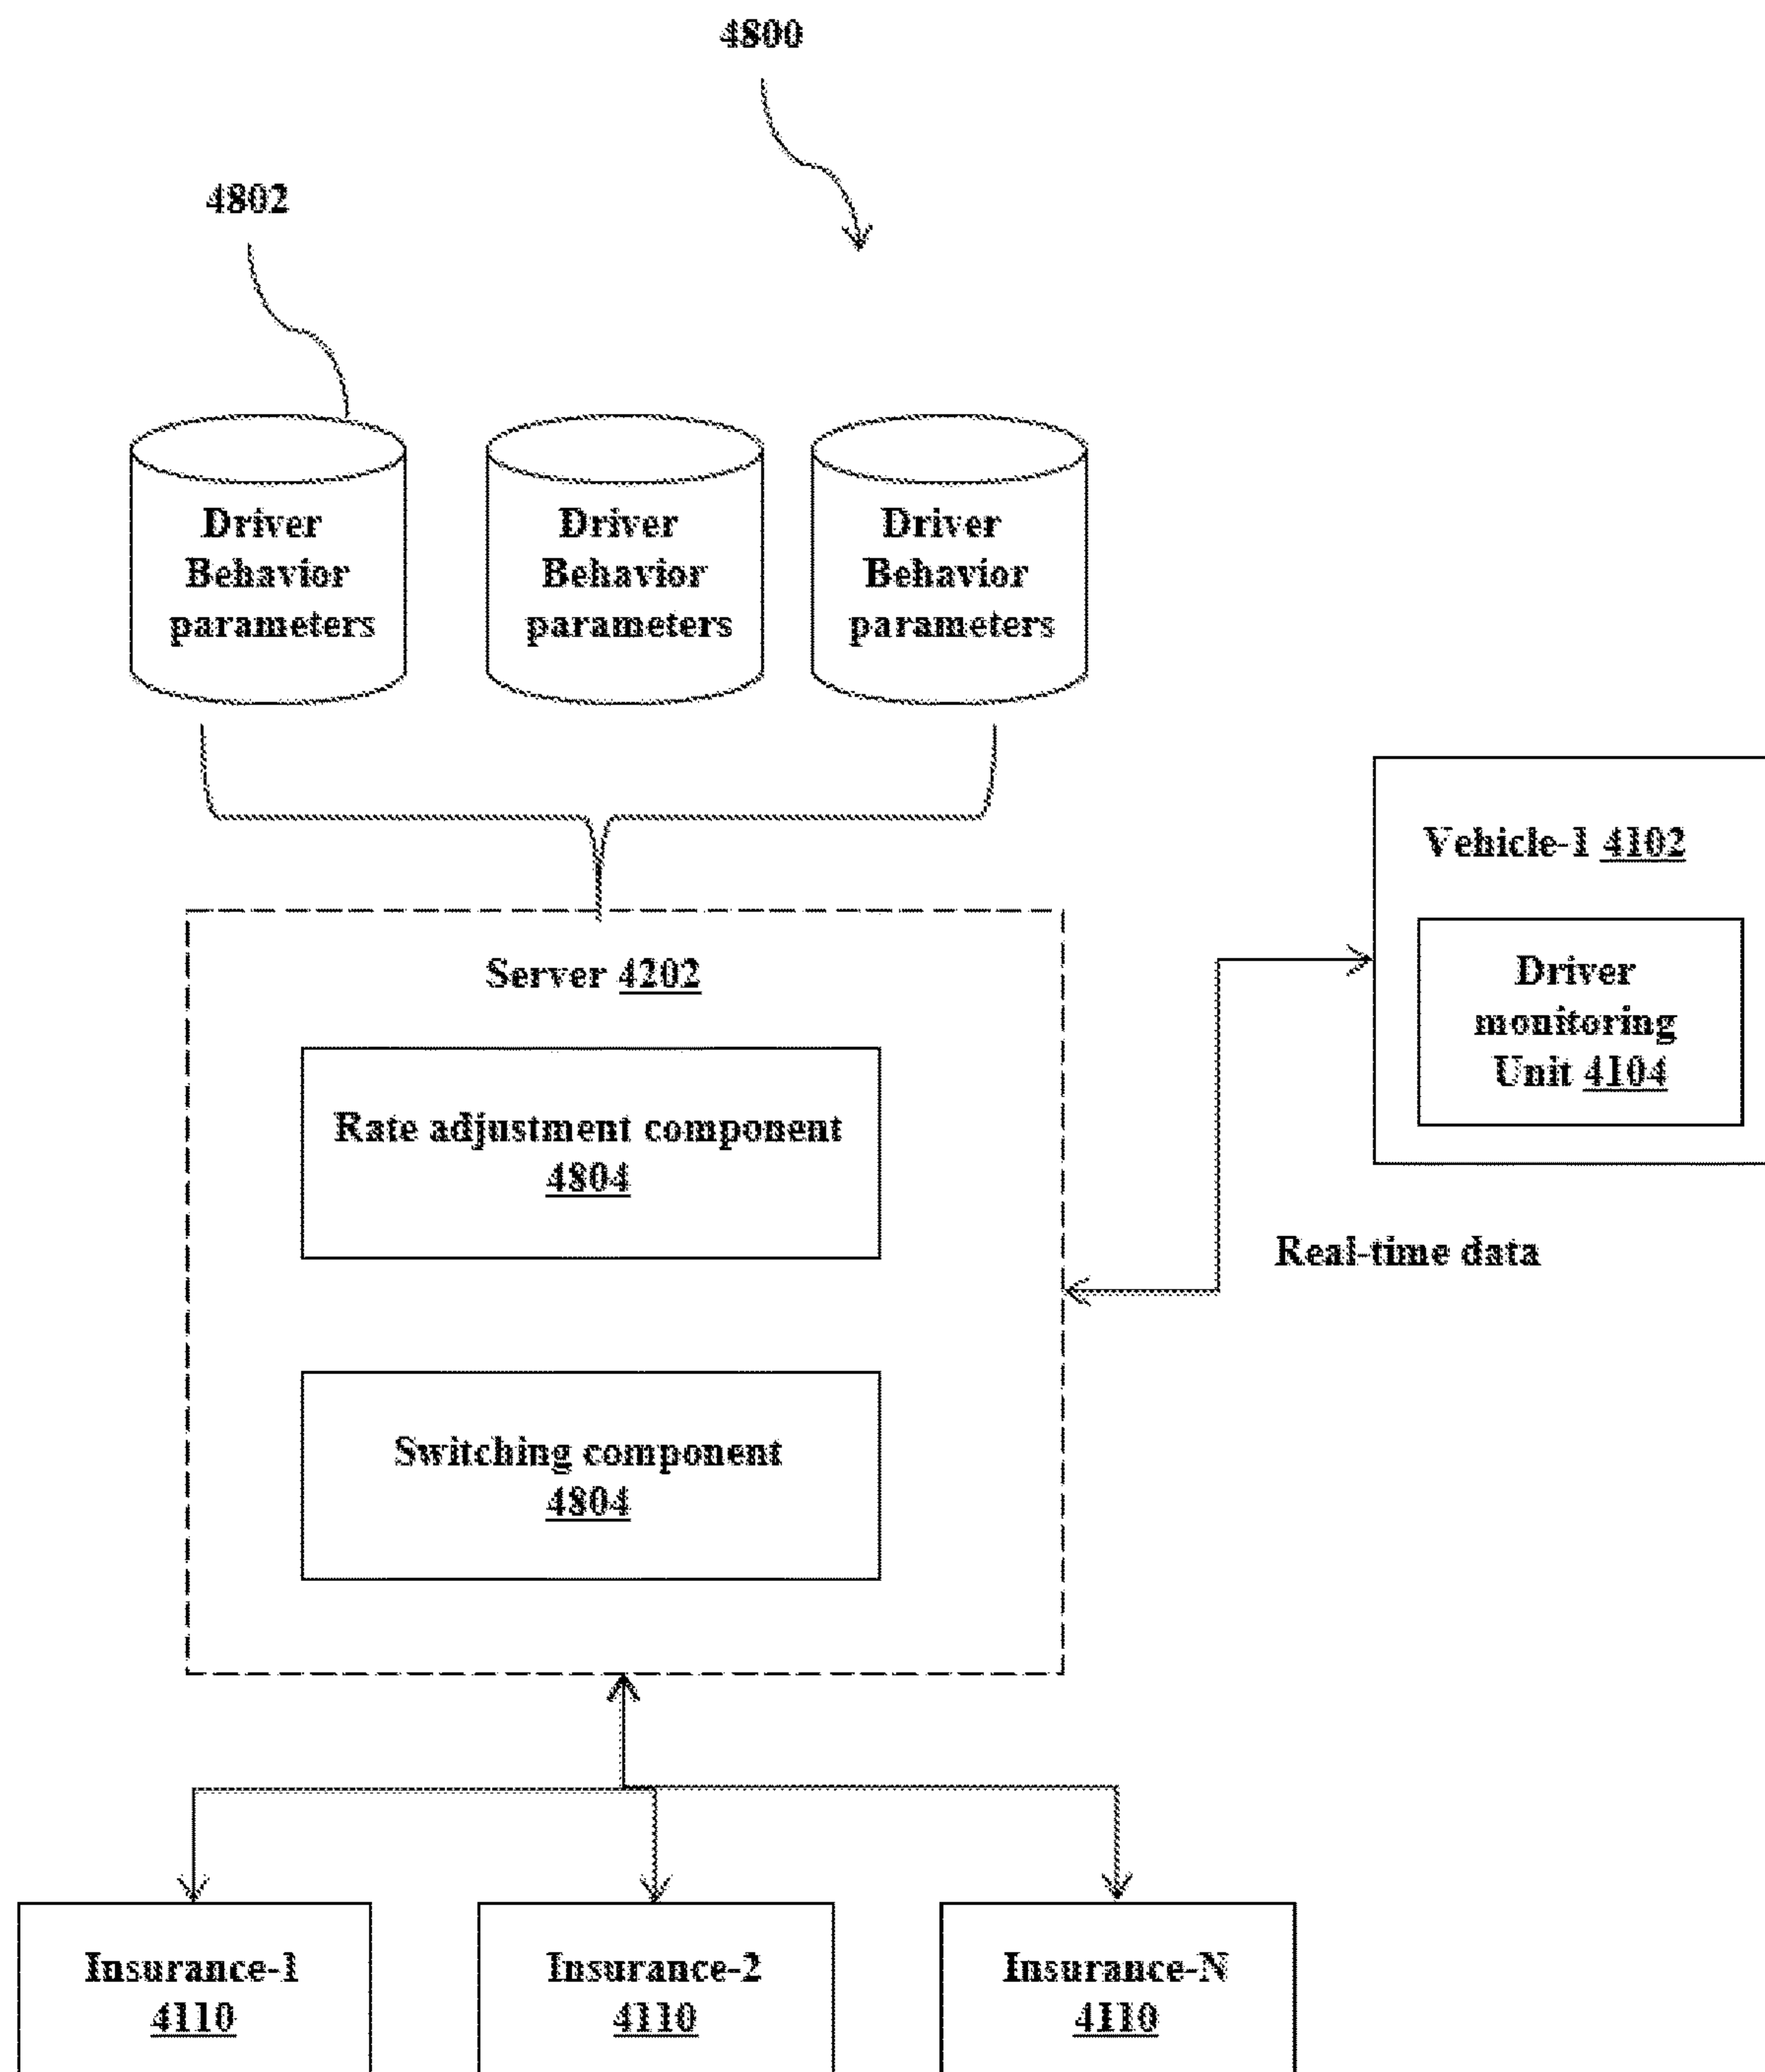 4800
4802
Driver
Behavior
parameters
Driver
Behavior
parameters
Driver
Behavior
parameters
Vehicle-1 4102
Driver
monitoring
Unit 4104
Server 4202
Rate adjustment component
4804
Real-time data
Switching component
4804
Insurance-1
4110
Insurance-2
4110
Insurance-N
4110